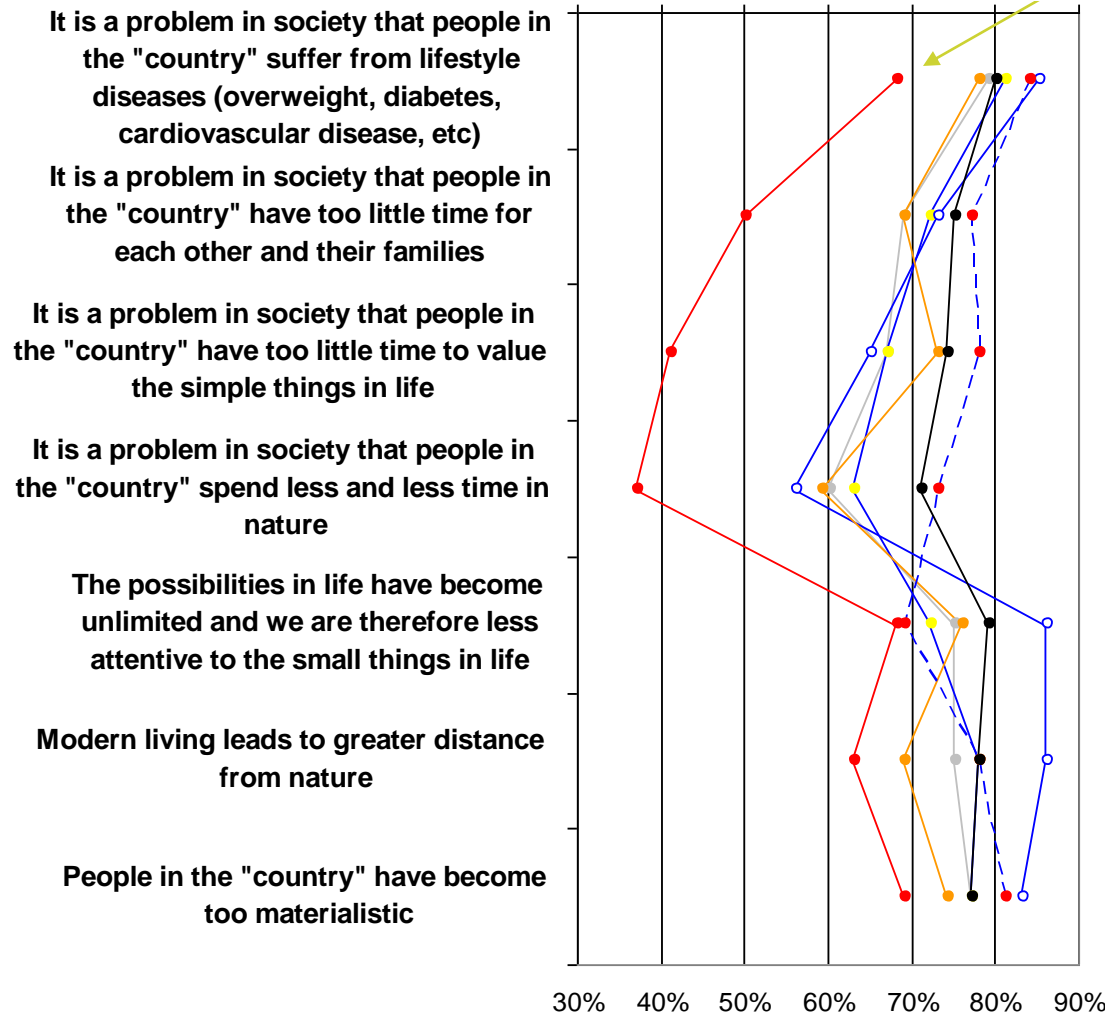 It is a problem in society that people in
the "country" suffer from lifestyle
diseases (overweight, diabetes,
cardiovascular disease, etc)
It is a problem in society that people in
the "country" have too little time for
each other and their families
It is a problem in society that people in
the "country" have too little time to value
the simple things in life
It is a problem in society that people in
the "country" spend less and less time in
nature
The possibilities in life have become
unlimited and we are therefore less
attentive to the small things in life
Modern living leads to greater distance
from nature
People in the "country" have become
too materialistic
30% 40% 50% 60% 70% 80% 90%